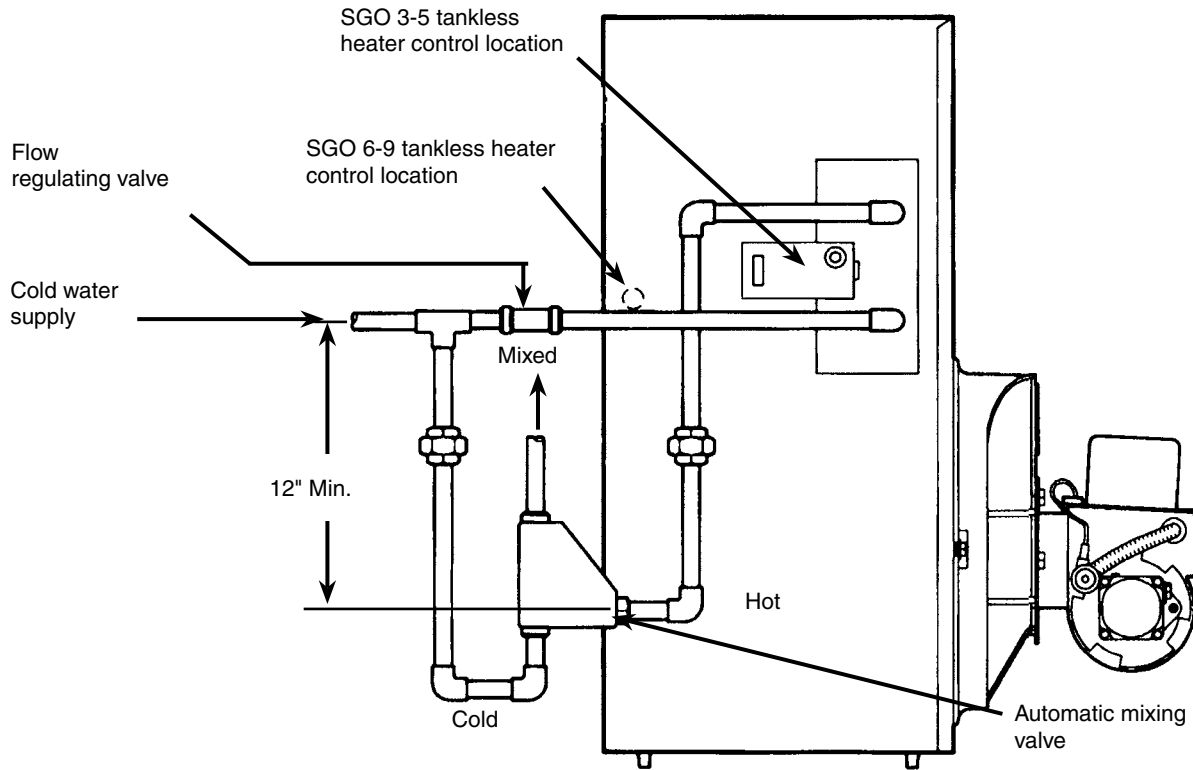 SGO 3-5 tankless
heater control location
Flow
regulating valve
SGO 6-9 tankless heater
control location
Cold water
supply
Mixed
12" Min.
Hot
Cold
Automatic mixing
valve